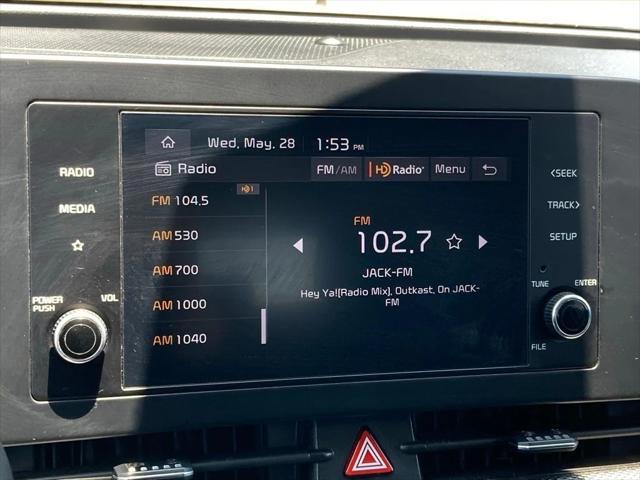 Wed, May. 28 1:53 PM
Radio FM/AM HD Radio Menu
FM 104.5 HD 1
AM 530
AM 700
AM 1000
AM 1040
FM
102.7
JACK-FM
Hey Ya!(Radio Mix), Outkast, On JACK-
FM
RADIO
MEDIA
POWER
PUSH
VOL
<SEEK
TRACK>
SETUP
TUNE
ENTER
FILE